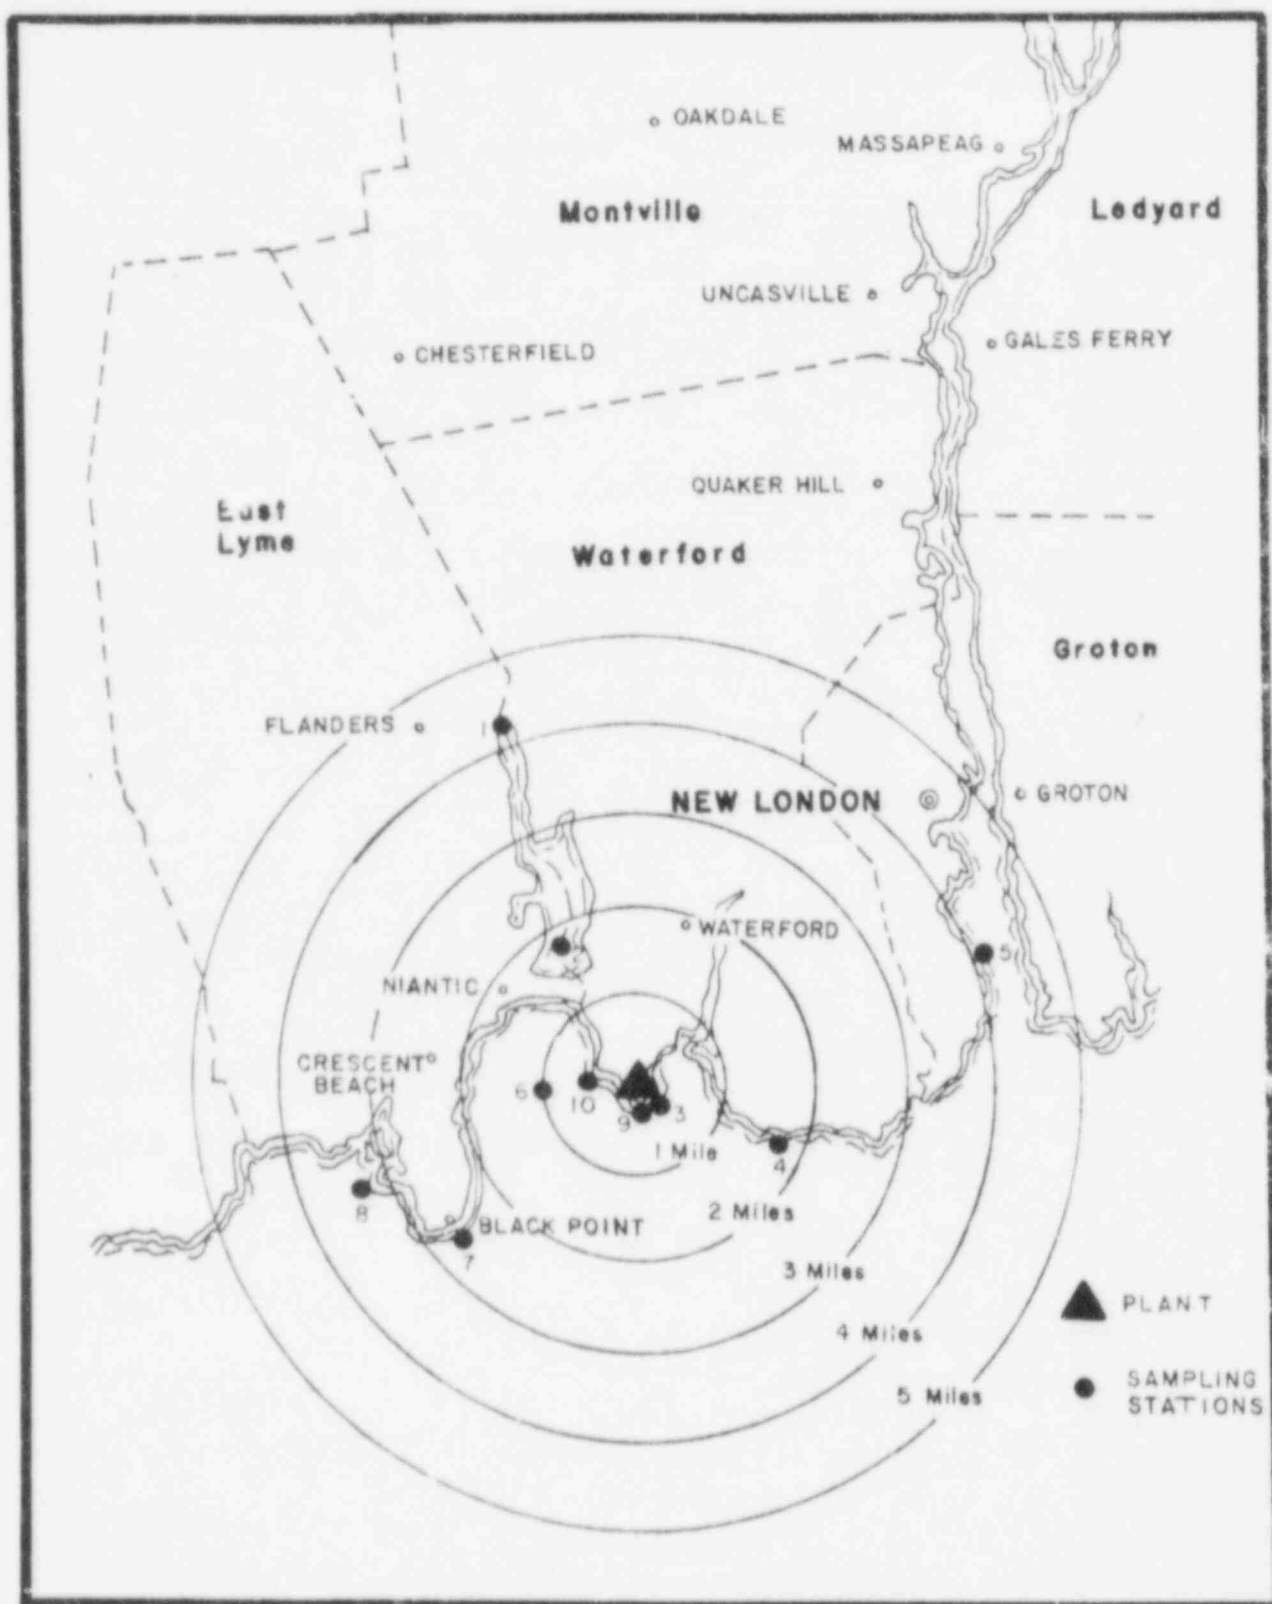 OAKDALE
MASSAPEAG
Montville
Ledyard
UNCASVILLE
GALES FERRY
CHESTERFIELD
QUAKER HILL
East
Lyme
Waterford
Groton
FLANDERS
1
NEW LONDON
GROTON
WATERFORD
5
NIANTIC
CRESCENT
BEACH
6
10
9
3
4
1 Mile
8
7
BLACK POINT
2 Miles
3 Miles
4 Miles
5 Miles
PLANT
SAMPLING
STATIONS